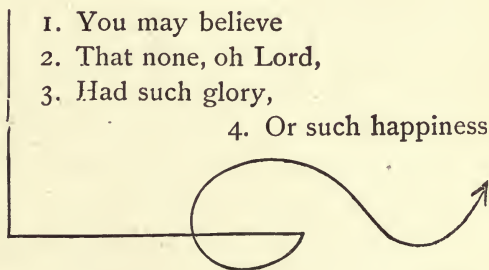 1. You may believe
2. That none, oh Lord,
3. Had such glory,
4. Or such happiness